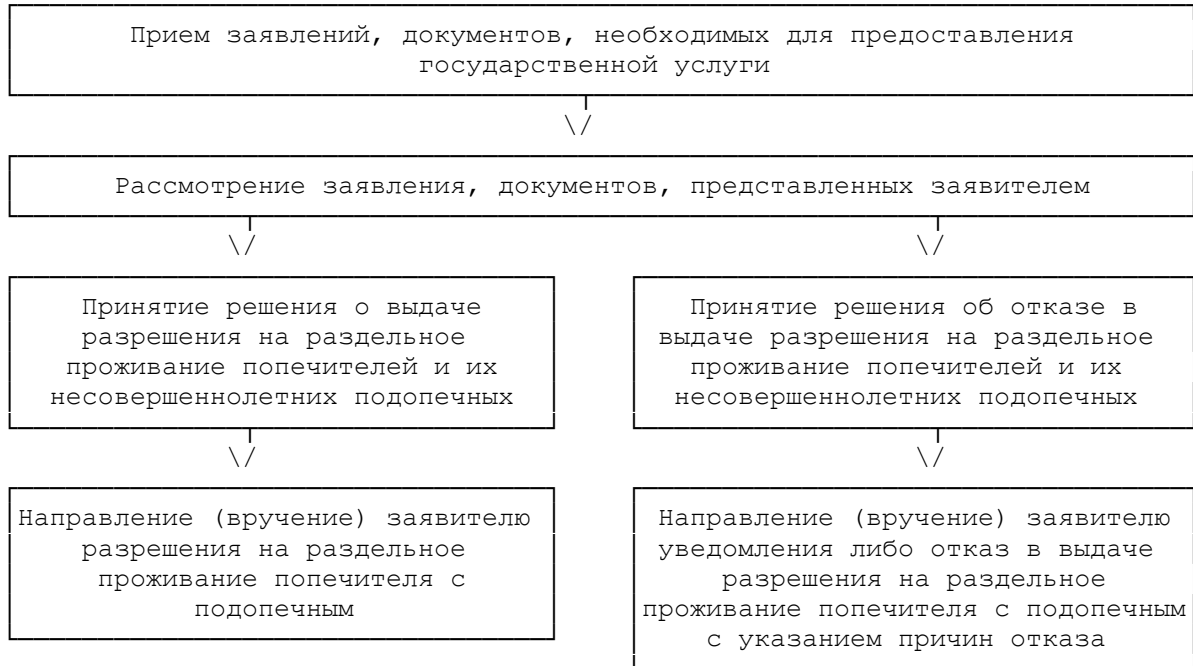 Прием заявлений, документов, необходимых для предоставления
государственной услуги
\/
Рассмотрение заявления, документов, представленных заявителем
\/
\/
Принятие решения о выдаче
разрешения на раздельное
проживание попечителей и их
несовершеннолетних подопечных
Принятие решения об отказе в
выдаче разрешения на раздельное
проживание попечителей и их
несовершеннолетних подопечных
\/
\/
Направление (вручение) заявителю
разрешения на раздельное
проживание попечителя с
подопечным
Направление (вручение) заявителю
уведомления либо отказ в выдаче
разрешения на раздельное
проживание попечителя с подопечным
с указанием причин отказа